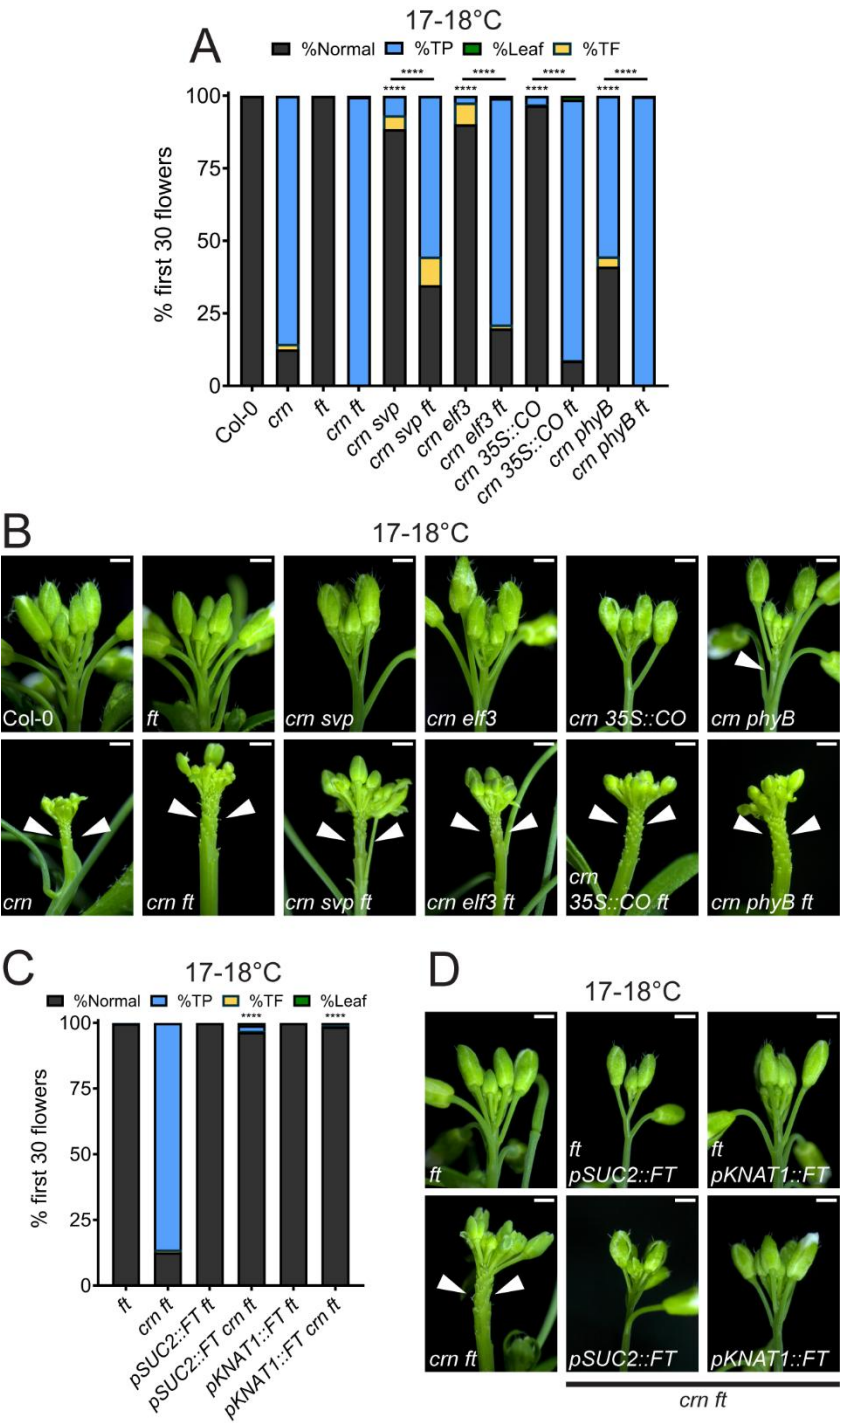 A
17-18°C
%Normal %TP %Leaf %TF
**** **** **** ****
**** **** **** ****
100
75
50
25
0
% first 30 flowers
Col-0
crn
ft
crn ft
crn svp
crn svp ft
crn elf3
crn elf3 ft
crn 35S::CO
crn 35S::CO ft
crn phyB
crn phyB ft
B
17-18°C
Col-0
ft
crn svp
crn elf3
crn 35S::CO
crn phyB
crn
crn ft
crn svp ft
crn elf3 ft
crn
35S::CO ft
crn phyB ft
C
17-18°C
%Normal %TP %TF %Leaf
**** ****
100
75
50
25
0
% first 30 flowers
ft
crn ft
pSUC2::FT ft
pSUC2::FT crn ft
pKNAT1::FT ft
pKNAT1::FT crn ft
D
17-18°C
ft
ft
pSUC2::FT
ft
pKNAT1::FT
crn ft
pSUC2::FT
pKNAT1::FT
crn ft